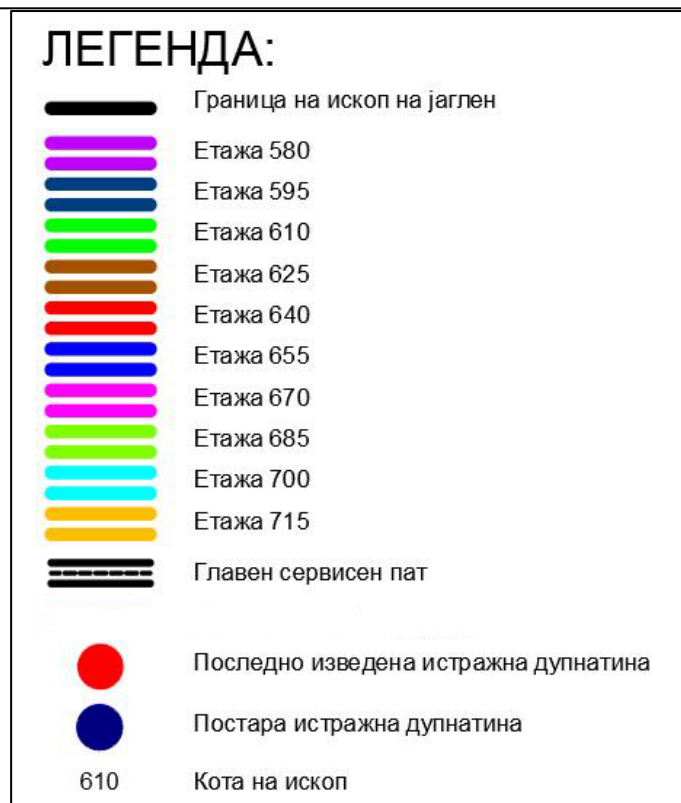 ЛЕГЕНДА:
Граница на ископ на јаглен
Етажа 580
Етажа 595
Етажа 610
Етажа 625
Етажа 640
Етажа 655
Етажа 670
Етажа 685
Етажа 700
Етажа 715
Главен сервисен пат
Последно изведена истражна дупнатина
Постара истражна дупнатина
610 Кота на ископ